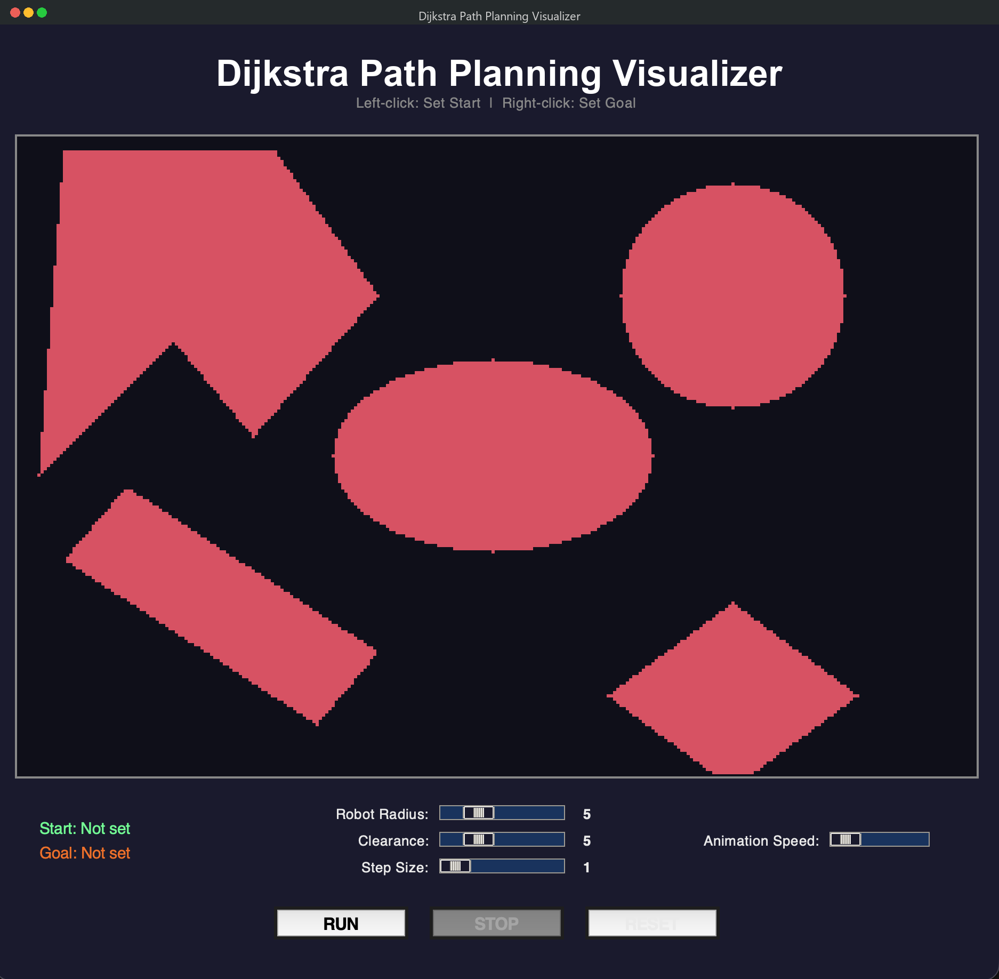 Dijkstra Path Planning Visualizer
Dijkstra Path Planning Visualizer
Left-click: Set Start | Right-click: Set Goal
Robot Radius: 5
Start: Not set
Clearance: 5
Animation Speed:
Goal: Not set
Step Size: 1
RUN STOP RESET